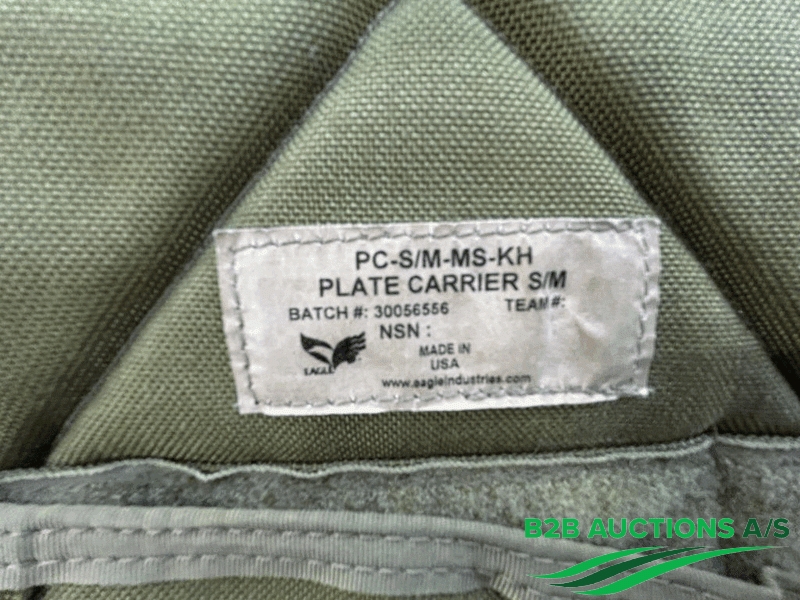 PC-S/M-MS-KH
PLATE CARRIER S/M
BATCH #: 30056556 TEAM #:
NSN :
EAGLE
MADE IN
USA
www.eagleindustries.com
B2B AUCTIONS A/S